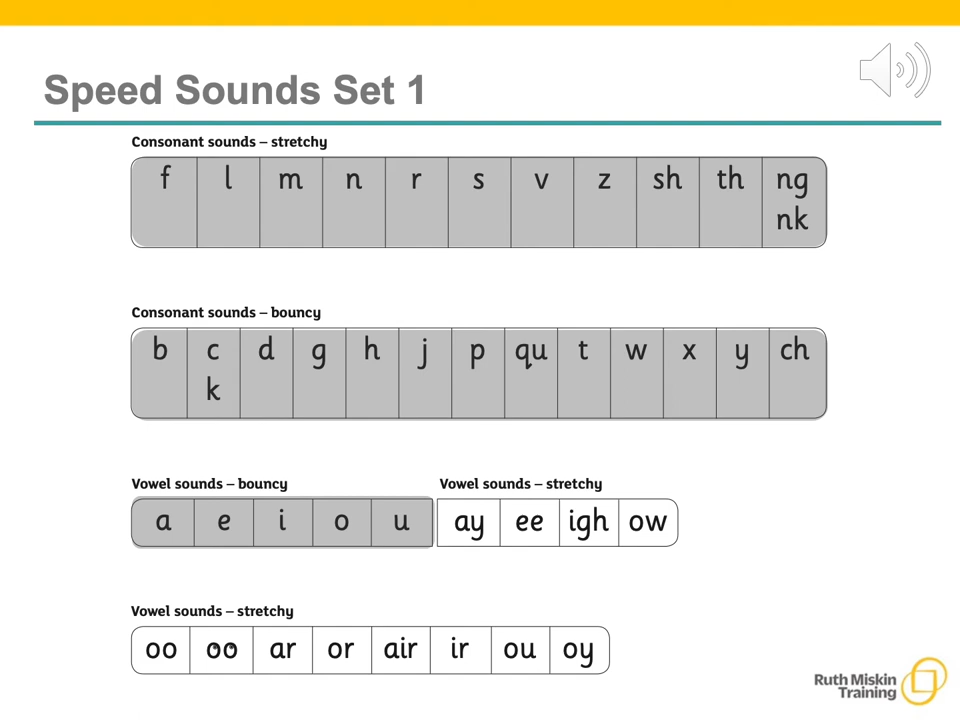 Speed Sounds Set 1
Consonant sounds – stretchy
f l m n r s v z sh th ng
nk
Consonant sounds – bouncy
b c d g h j p qu t w x y ch
k
Vowel sounds – bouncy Vowel sounds – stretchy
a e i o u ay ee igh ow
Vowel sounds – stretchy
oo oo ar or air ir ou oy
Ruth Miskin
Training